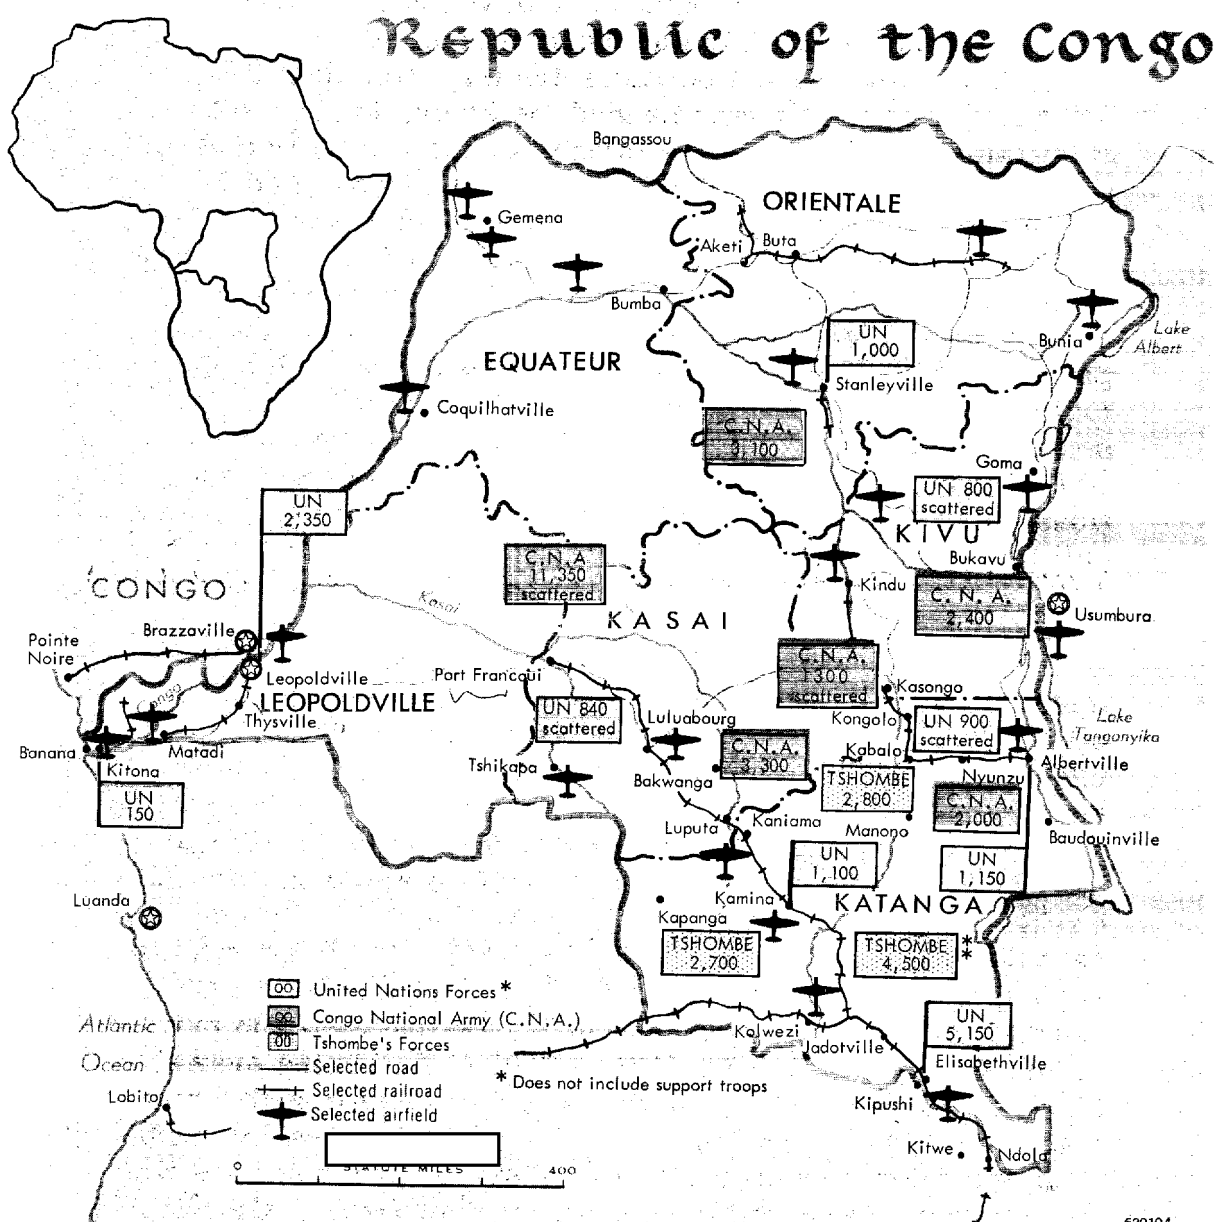 Republic of the Congo
Bangassou
ORIENTALE
Gemena
Aketi
Buta
Bumba
UN
1,000
Bunia
Lake
Albert
EQUATEUR
Stanleyville
Coquilhatville
C.N.A.
3,100
Goma
UN 800
scattered
UN
2,350
KIVU
Bukavu
C.N.A
11,350
scattered
CONGO
Kasai
Kindu
C.N.A.
2,400
KASAI
Usumbura
Brazzaville
Pointe
Noire
C.N.A.
1300
scattered
Leopoldville
Port Francqui
Kasongo
Congo
LEOPOLDVILLE
Thysville
UN 840
scattered
Luluabourg
Kongolo
UN 900
scattered
Lake
Tanganyika
Banana
Matadi
Kitona
C.N.A.
3,300
Kabalo
Albertville
Tshikapa
Bakwanga
TSHOMBE
2,800
Nyunzu
UN
150
C.N.A.
2,000
Luputa
Kaniama
Manono
Baudouinville
UN
1,100
UN
1,150
Luanda
Kamina
KATANGA
Kapanga
TSHOMBE
2,700
TSHOMBE
4,500
**
United Nations Forces*
Congo National Army (C.N.A.)
Tshombe's Forces
Selected road
Selected railroad
Selected airfield
Atlantic
Ocean
Kolwezi
Jadotville
UN
5,150
Elisabethville
* Does not include support troops
Lobito
Kipushi
Kitwe
Ndola
STATUTE MILES
0
400